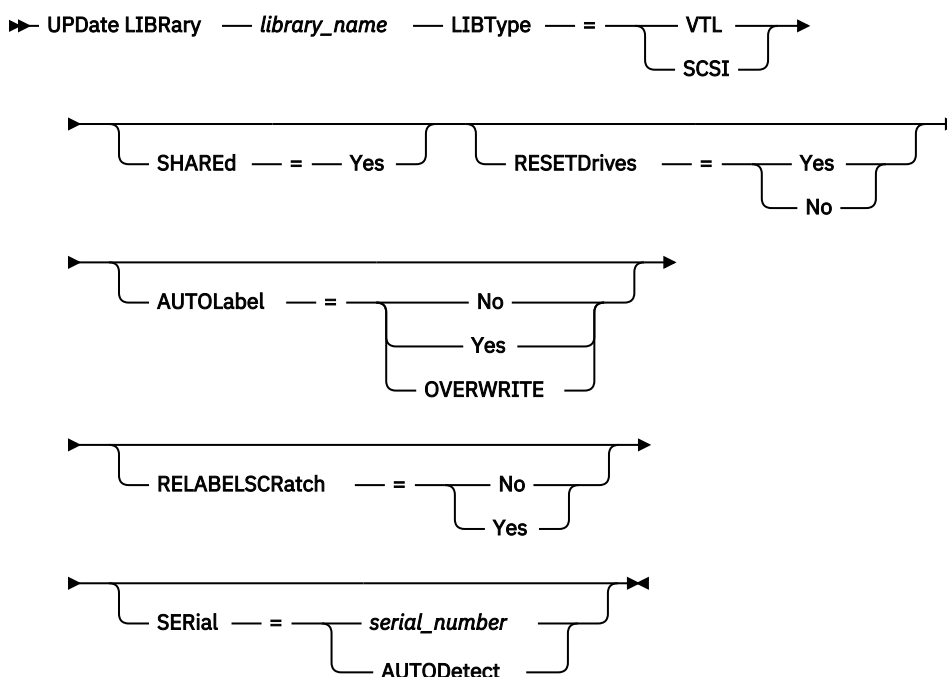 UPDate LIBRary library_name LIBType = VTL
SCSI
SHAREd = Yes RESETDrives = Yes
No
AUTOLabel = No
Yes
OVERWRITE
RELABELSCRatch = No
Yes
SERial = serial_number
AUTODetect